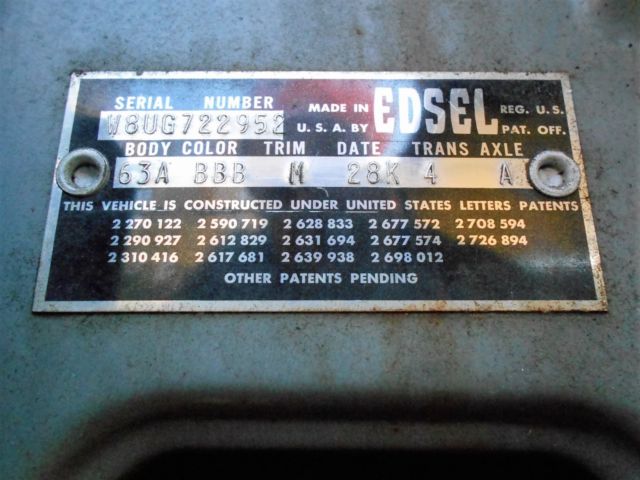 SERIAL NUMBER MADE IN EDSEL REG. U.S.
W8UG722952 U.S.A. BY PAT. OFF.
BODY COLOR TRIM DATE TRANS AXLE
63A BBB M 28K 4 A
THIS VEHICLE IS CONSTRUCTED UNDER UNITED STATES LETTERS PATENTS
2 270 122 2 590 719 2 628 833 2 677 572 2 708 594
2 290 927 2 612 829 2 631 694 2 677 574 2 726 894
2 310 416 2 617 681 2 639 938 2 698 012
OTHER PATENTS PENDING